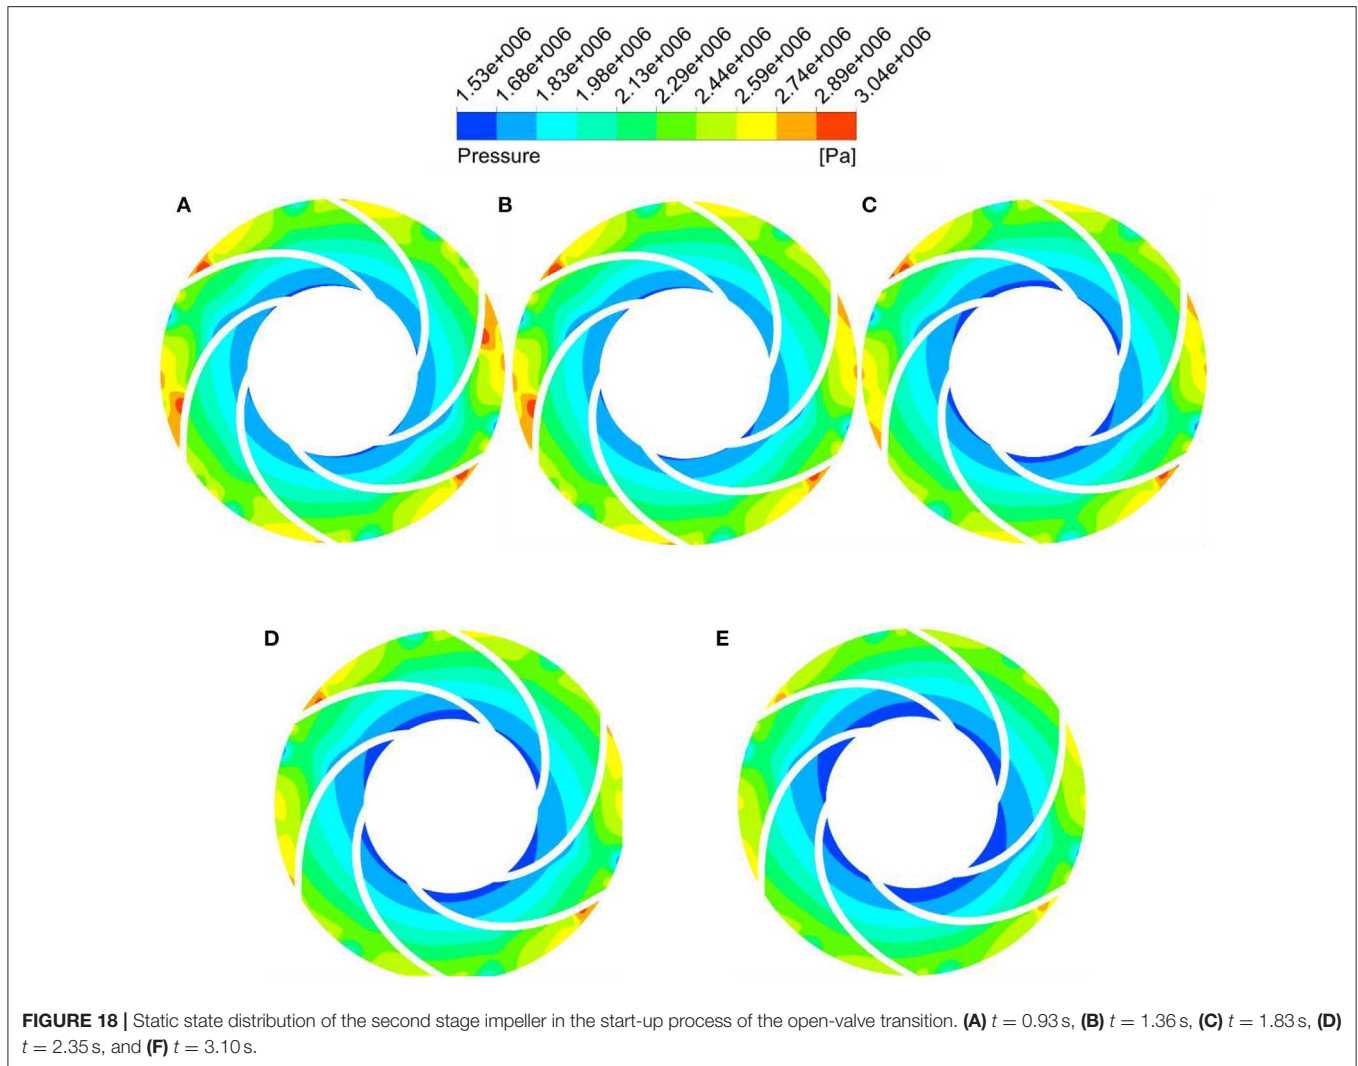 1.53e+006
1.68e+006
1.83e+006
1.98e+006
2.13e+006
2.29e+006
2.44e+006
2.59e+006
2.74e+006
2.89e+006
3.04e+006
Pressure [Pa]
A B C
D E
FIGURE 18 | Static state distribution of the second stage impeller in the start-up process of the open-valve transition. (A) t = 0.93 s, (B) t = 1.36 s, (C) t = 1.83 s, (D)
t = 2.35 s, and (F) t = 3.10 s.